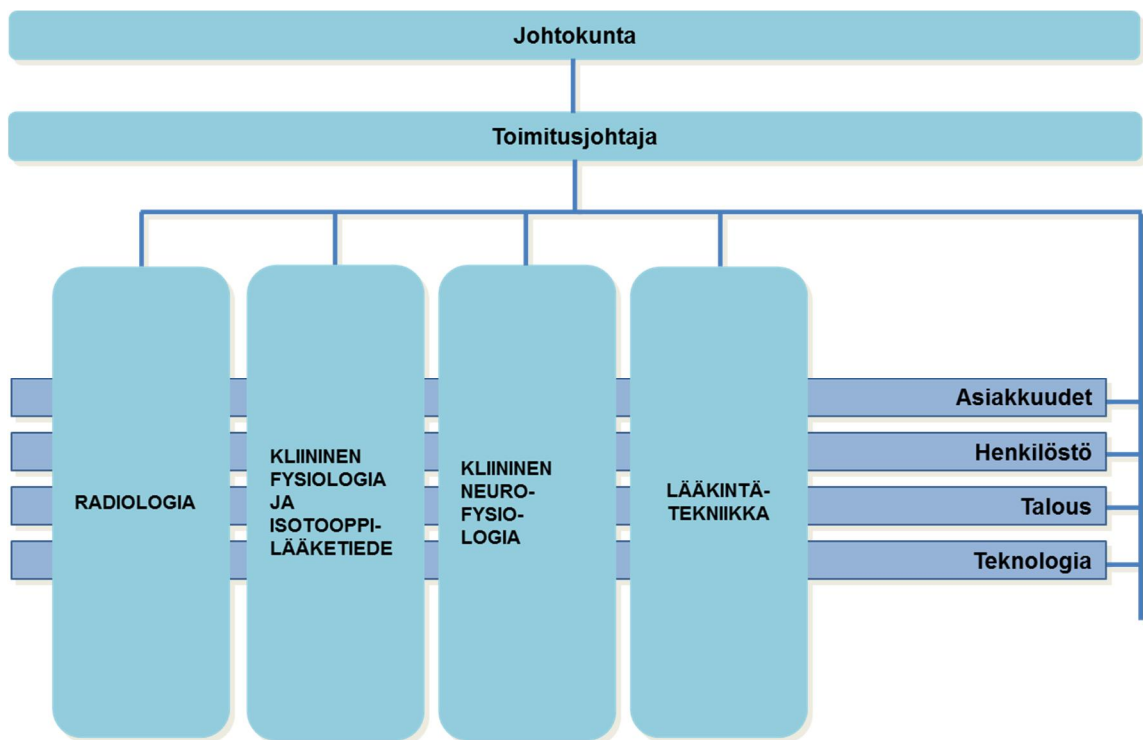 Johtokunta
Toimitusjohtaja
RADIOLOGIA
KLIININEN
FYSIOLOGIA
JA
ISOTOOPPI-
LÄÄKETIEDE
KLIININEN
NEURO-
FYSIO-
LOGIA
LÄÄKINTÄ-
TEKNIIKKA
Asiakkuudet
Henkilöstö
Talous
Teknologia